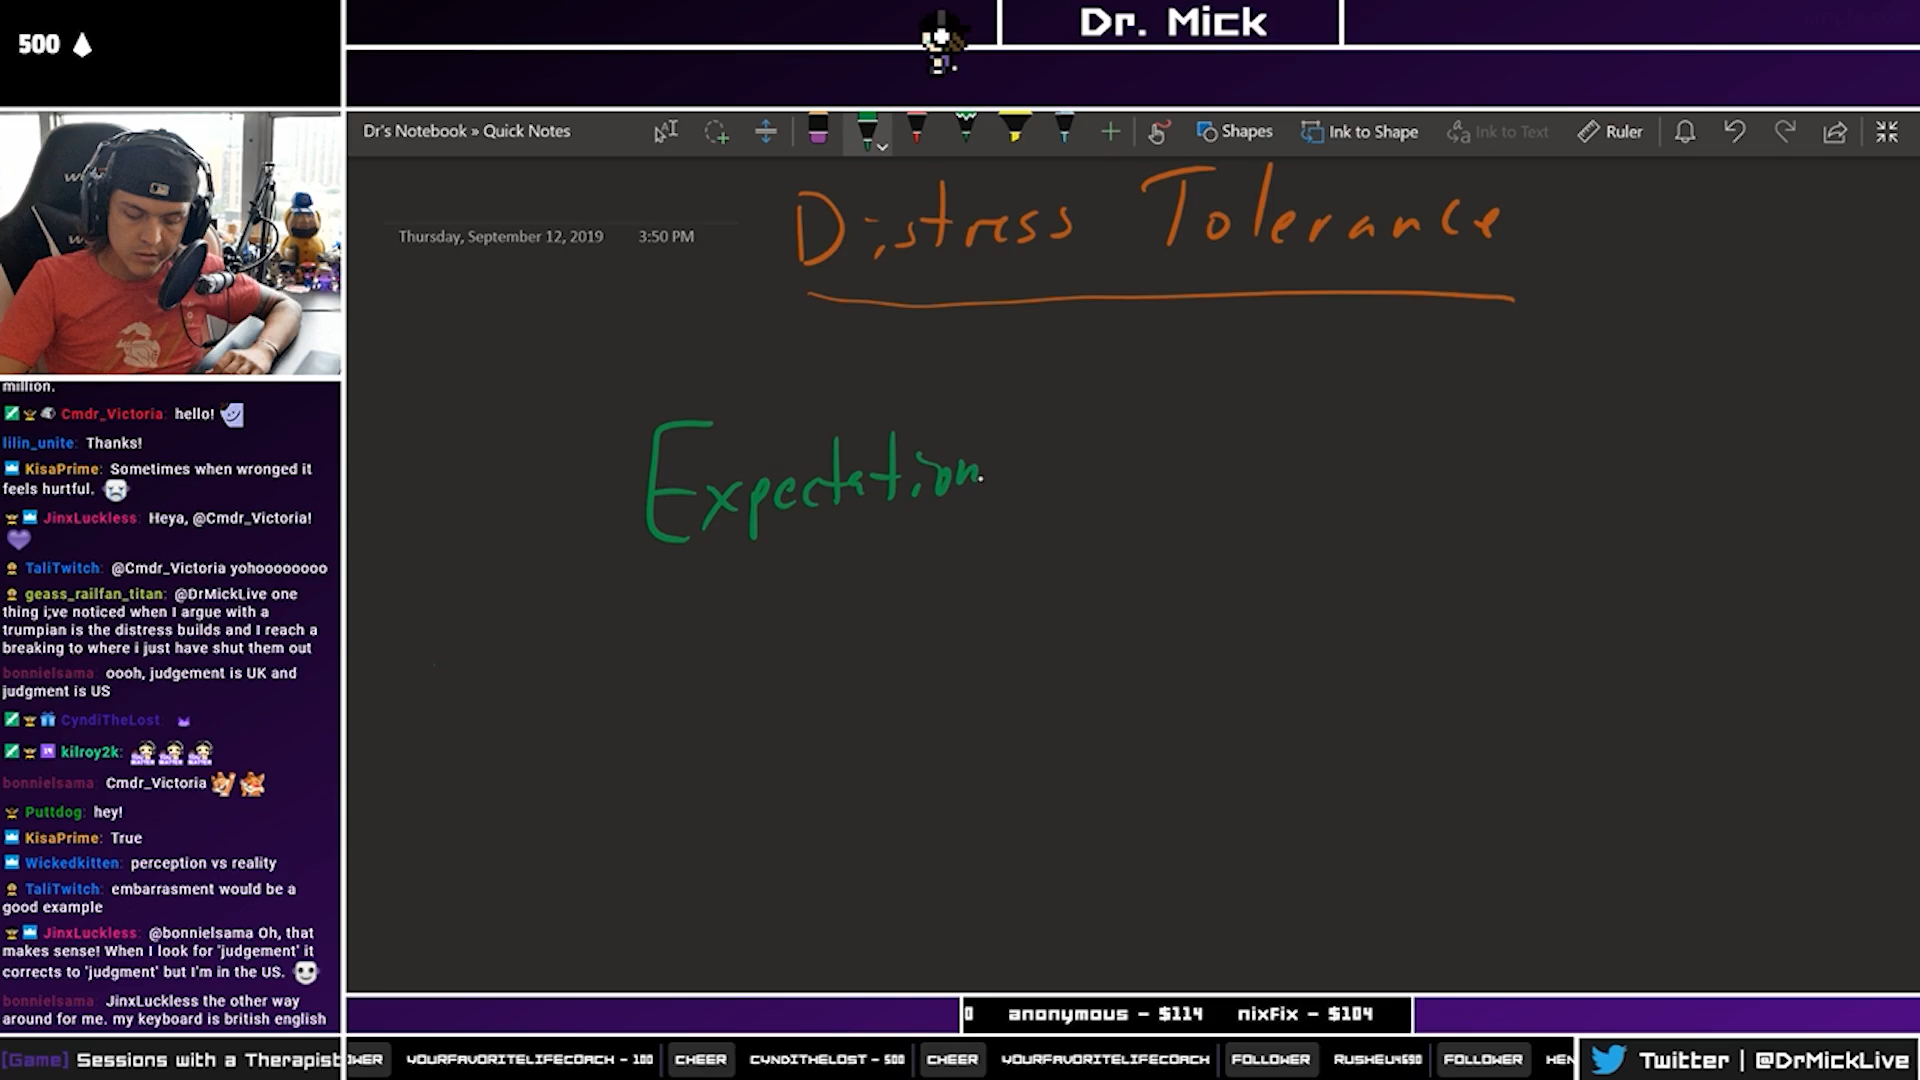 500
Dr. Mick
Dr's Notebook » Quick Notes
Shapes
Ink to Shape
Ink to Text
Ruler
Distress Tolerance
Thursday, September 12, 2019 3:50 PM
Expectation
million.
Cmdr_Victoria: hello!
lilin_unite: Thanks!
KisaPrime: Sometimes when wronged it
feels hurtful.
JinxLuckless: Heya, @Cmdr_Victoria!
TaliTwitch: @Cmdr_Victoria yohoooooooo
geass_railfan_titan: @DrMickLive one
thing i;ve noticed when I argue with a
trumpian is the distress builds and I reach a
breaking to where i just have shut them out
bonnielsama: oooh, judgement is UK and
judgment is US
CyndiTheLost:
kilroy2k:
bonnielsama: Cmdr_Victoria
Puttdog: hey!
KisaPrime: True
Wickedkitten: perception vs reality
TaliTwitch: embarrasment would be a
good example
JinxLuckless: @bonnielsama Oh, that
makes sense! When I look for 'judgement' it
corrects to 'judgment' but I'm in the US.
bonnielsama: JinxLuckless the other way
around for me. my keyboard is british english
anonymous - $114 nixFix - $104
[Game] Sessions with a Therapist
YOURFAVORITELIFECOACH - 100 CHEER CYNDITHELOST - 500 CHEER YOURFAVORITELIFECOACH FOLLOWER FOLLOWER
Twitter | @DrMickLive